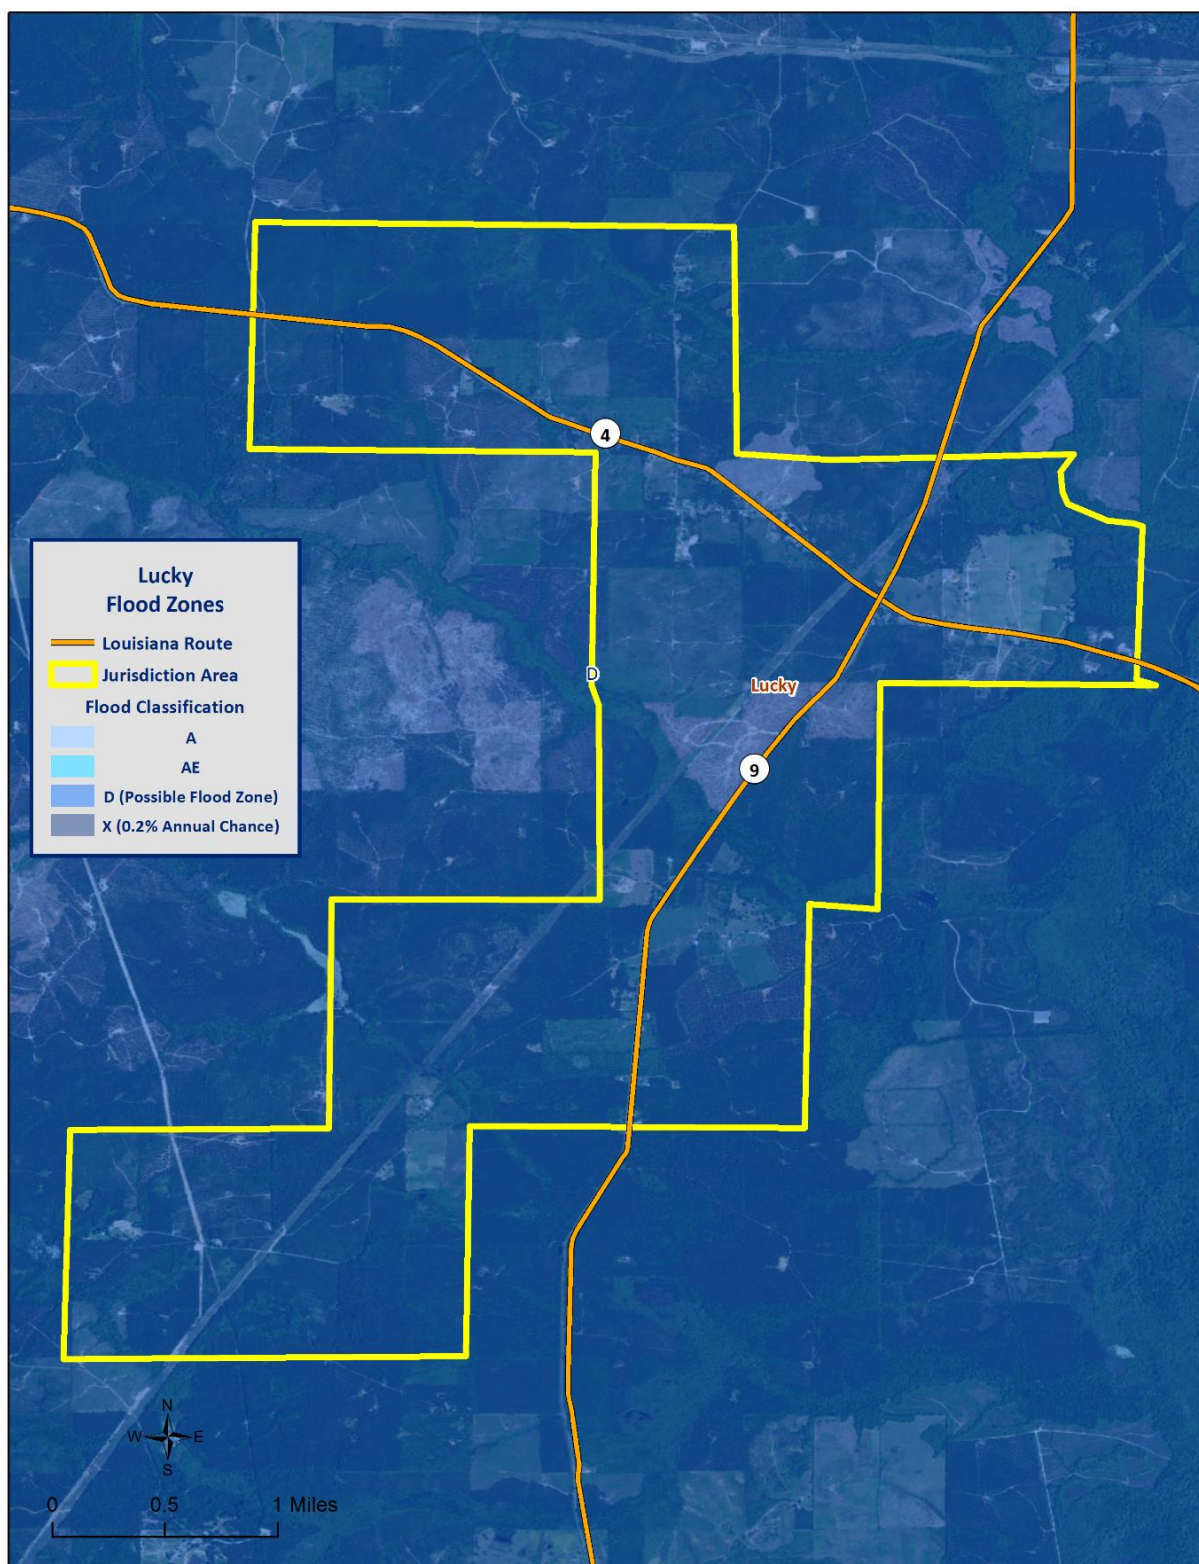 4
Lucky
Flood Zones
Louisiana Route
Jurisdiction Area
Flood Classification
A
AE
D (Possible Flood Zone)
X (0.2% Annual Chance)
D
Lucky
9
N
W E
S
0 0.5 1 Miles